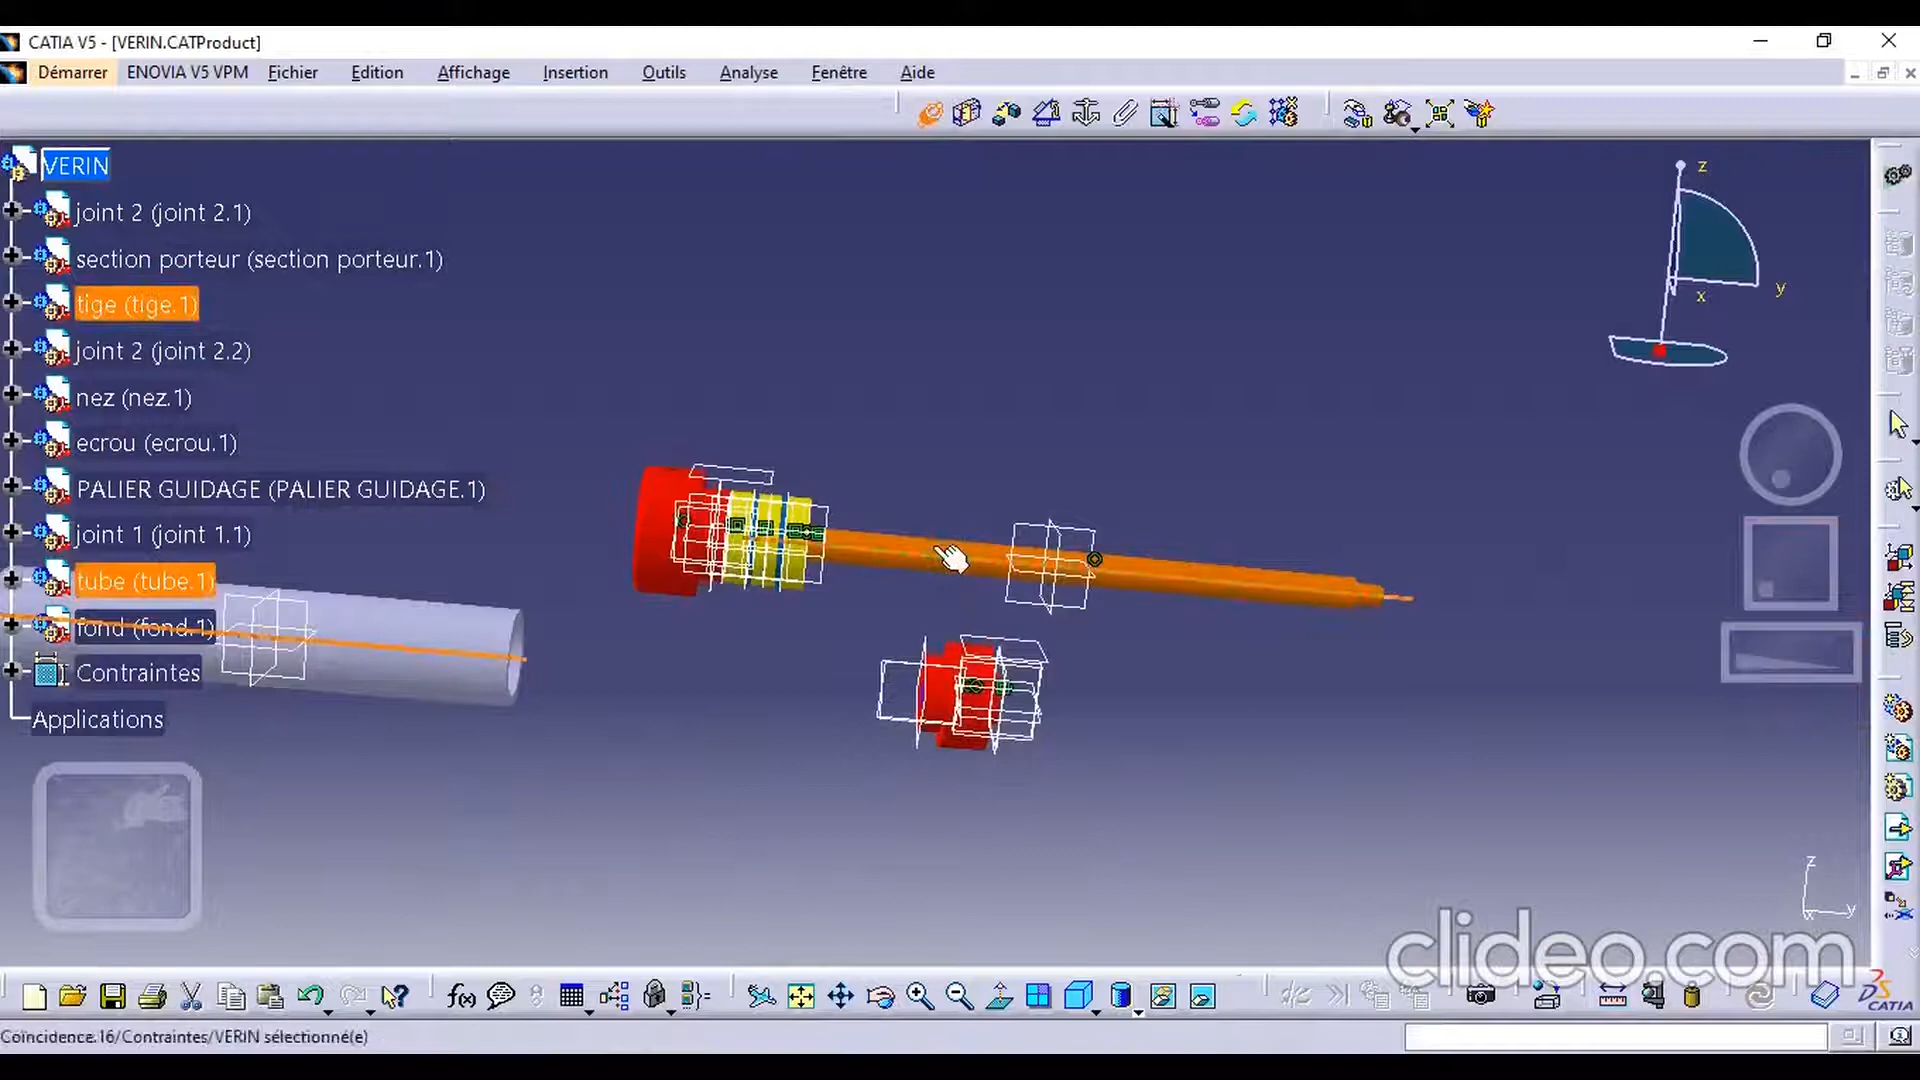 CATIA V5 - [VERIN.CATProduct]
Démarrer ENOVIA V5 VPM Fichier Edition Affichage Insertion Outils Analyse Fenêtre Aide
VERIN
joint 2 (joint 2.1)
section porteur (section porteur.1)
tige (tige.1)
joint 2 (joint 2.2)
nez (nez.1)
ecrou (ecrou.1)
PALIER GUIDAGE (PALIER GUIDAGE.1)
joint 1 (joint 1.1)
tube (tube.1)
fond (fond.1)
Contraintes
Applications
z
x
y
z
x y
clideo.com
f(x)
CATIA
Coincidence.16/Contraintes/VERIN sélectionné(e)